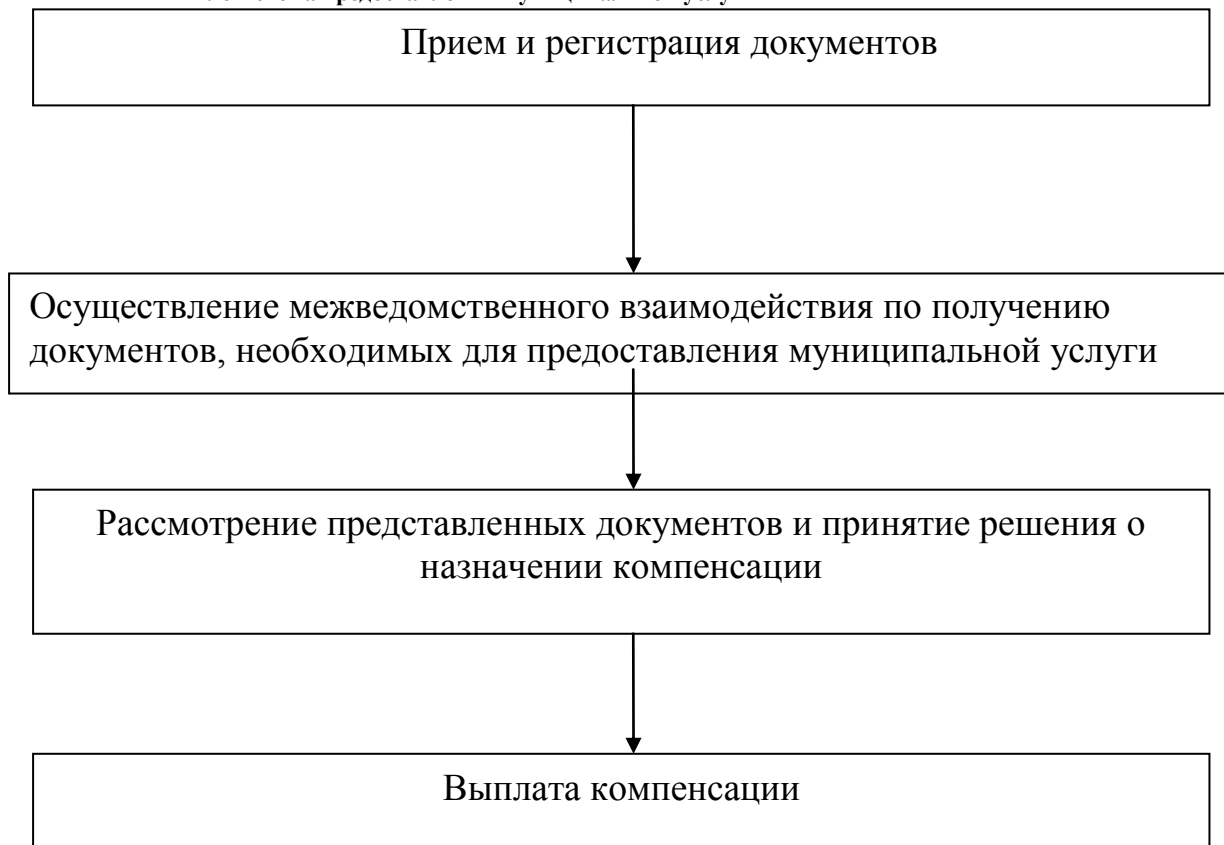 Прием и регистрация документов
Осуществление межведомственного взаимодействия по получению
документов, необходимых для предоставления муниципальной услуги
Рассмотрение представленных документов и принятие решения о
назначении компенсации
Выплата компенсации